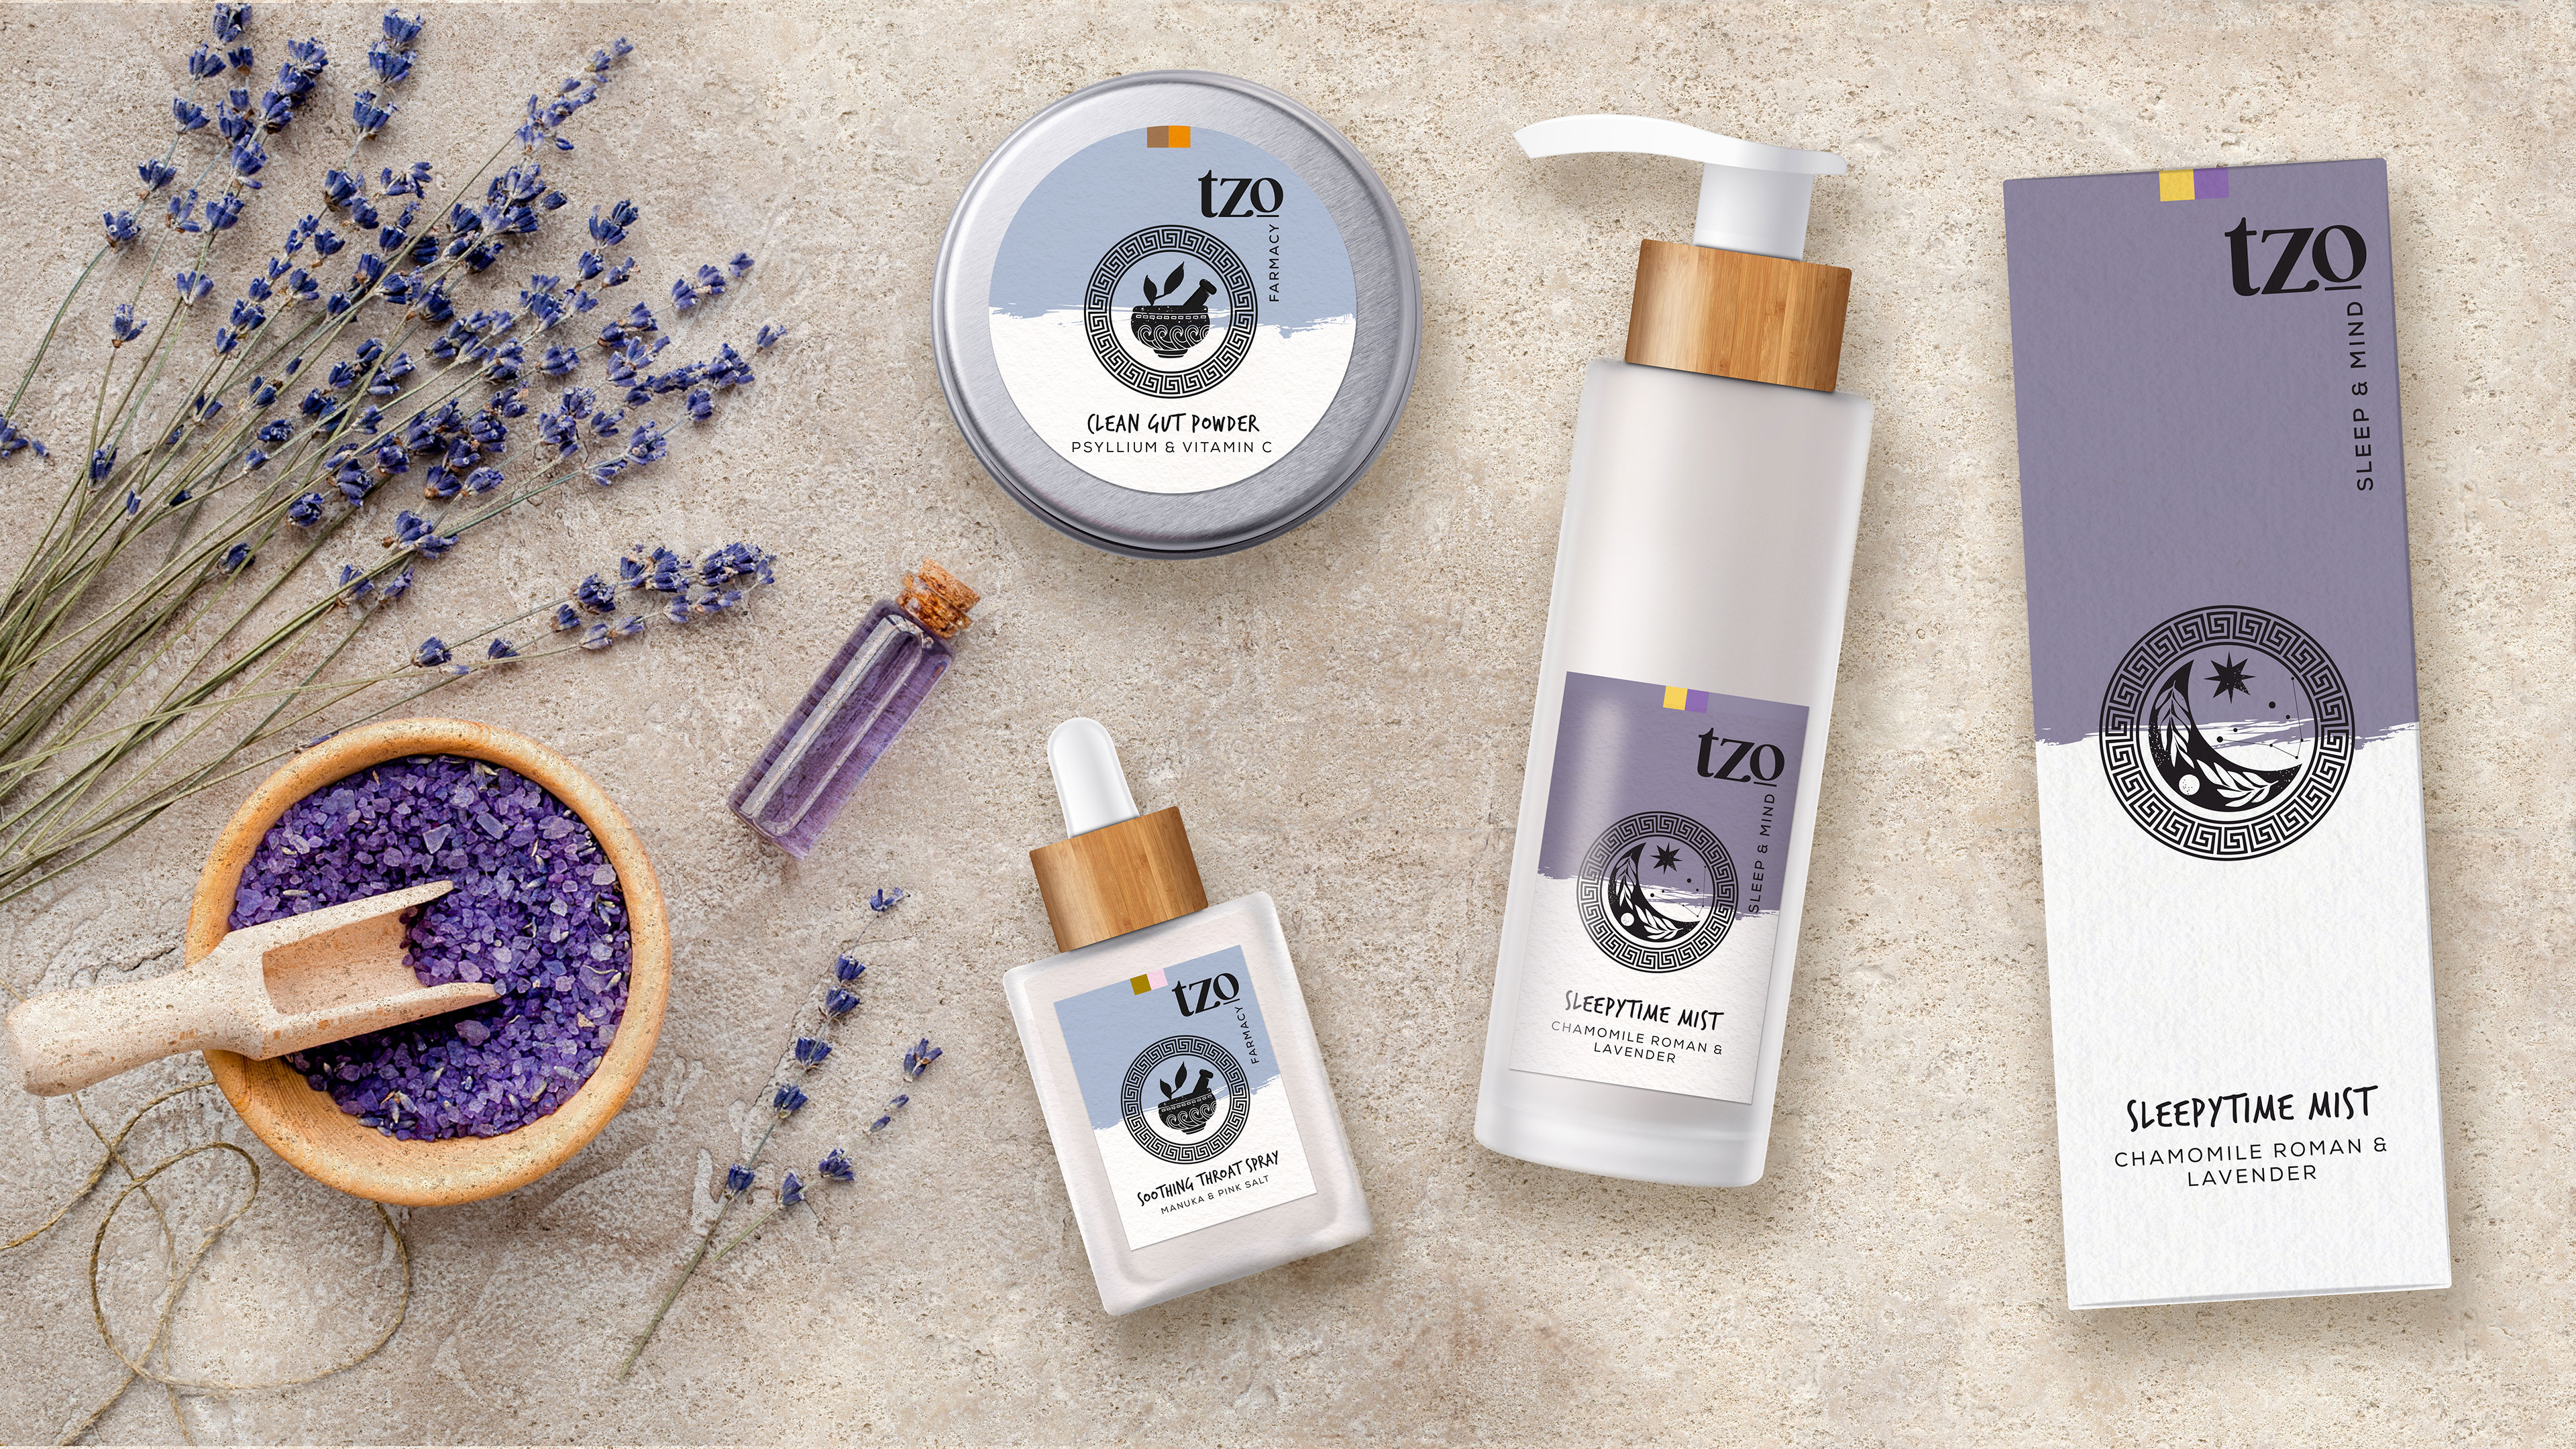 tzo
FARMACY
CLEAN GUT POWDER
PSYLLIUM & VITAMIN C
tzo
FARMACY
SOOTHING THROAT SPRAY
MANUKA & PINK SALT
tzo
SLEEP & MIND
SLEEPYTIME MIST
CHAMOMILE ROMAN &
LAVENDER
tzo
SLEEP & MIND
SLEEPYTIME MIST
CHAMOMILE ROMAN &
LAVENDER